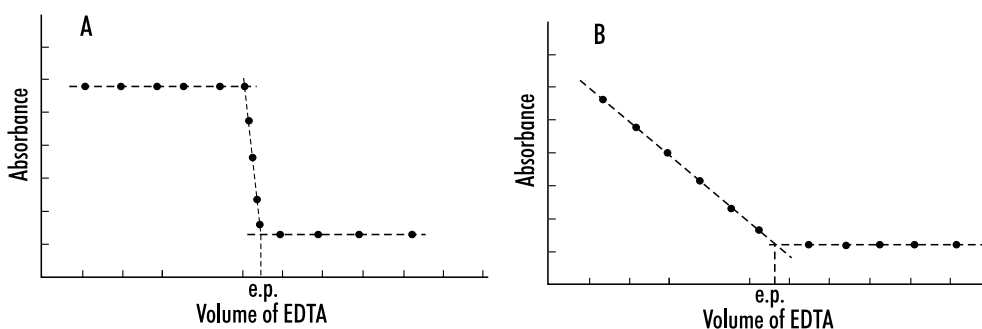 A
Absorbance
e.p.
Volume of EDTA
B
Absorbance
e.p.
Volume of EDTA